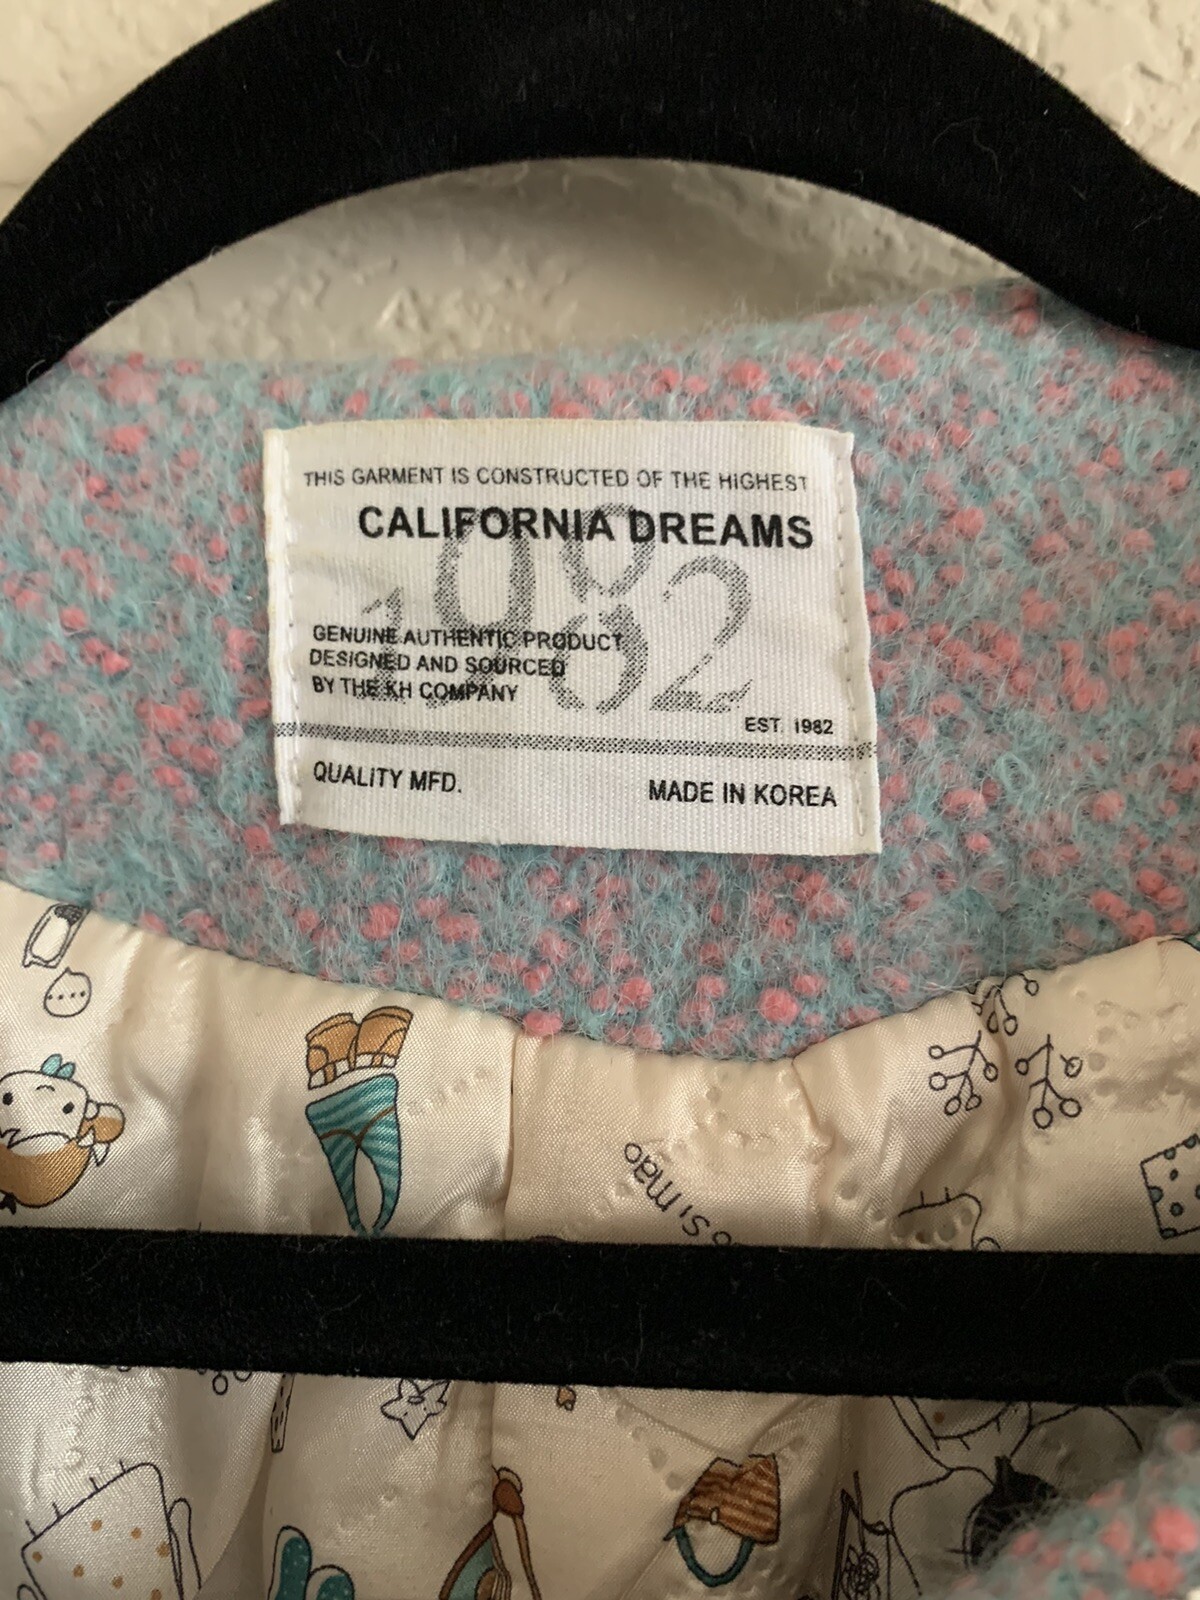 THIS GARMENT IS CONSTRUCTED OF THE HIGHEST
CALIFORNIA DREAMS
1982
GENUINE AUTHENTIC PRODUCT
DESIGNED AND SOURCED
BY THE KH COMPANY
EST. 1982
QUALITY MFD.
MADE IN KOREA